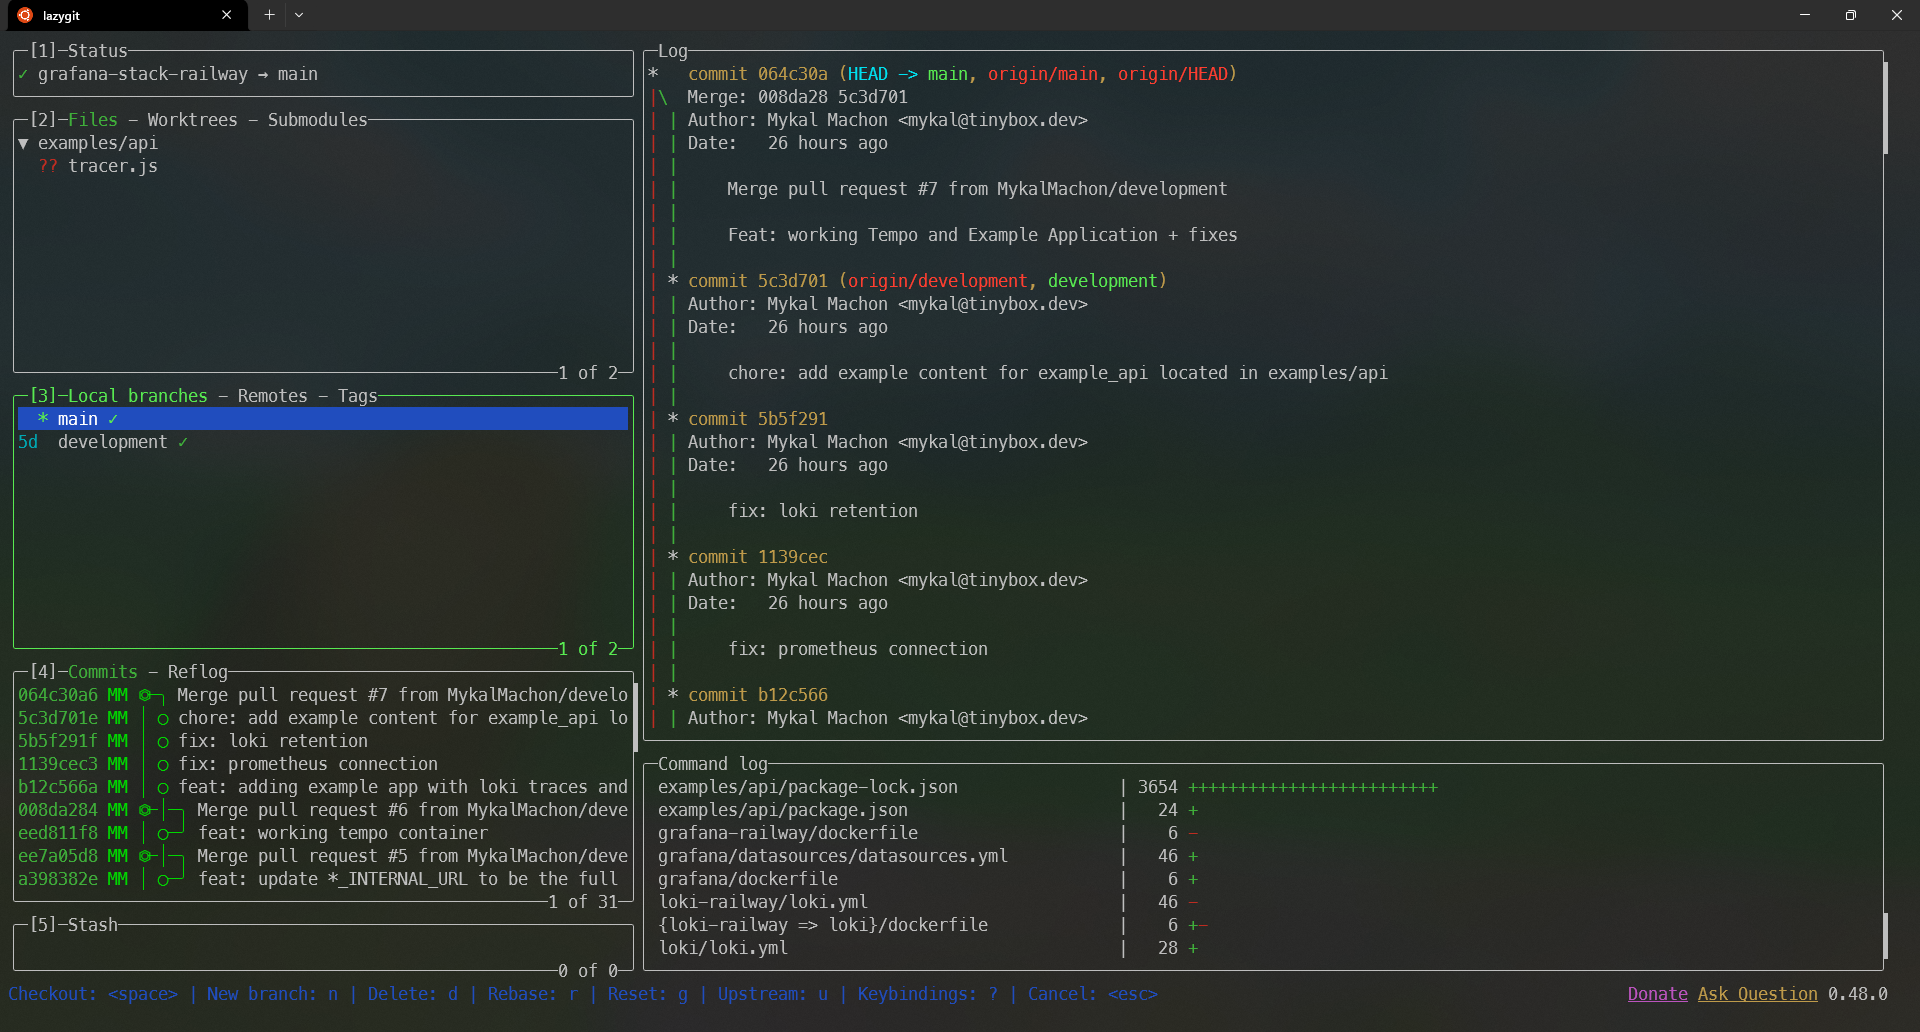 lazygit
[1]─Status
✓ grafana-stack-railway → main
[2]─Files - Worktrees - Submodules
▼ examples/api
?? tracer.js
1 of 2
[3]─Local branches - Remotes - Tags
* main ✓
5d development ✓
1 of 2
[4]─Commits - Reflog
064c30a6 MM Merge pull request #7 from MykalMachon/develo
5c3d701e MM chore: add example content for example_api lo
5b5f291f MM fix: loki retention
1139cec3 MM fix: prometheus connection
b12c566a MM feat: adding example app with loki traces and
008da284 MM Merge pull request #6 from MykalMachon/deve
eed811f8 MM feat: working tempo container
ee7a05d8 MM Merge pull request #5 from MykalMachon/deve
a398382e MM feat: update *_INTERNAL_URL to be the full
1 of 31
[5]─Stash
0 of 0
Log
* commit 064c30a (HEAD -> main, origin/main, origin/HEAD)
|\ Merge: 008da28 5c3d701
| | Author: Mykal Machon <mykal@tinybox.dev>
| | Date: 26 hours ago
| |
| | Merge pull request #7 from MykalMachon/development
| |
| | Feat: working Tempo and Example Application + fixes
| |
| * commit 5c3d701 (origin/development, development)
| | Author: Mykal Machon <mykal@tinybox.dev>
| | Date: 26 hours ago
| |
| | chore: add example content for example_api located in examples/api
| |
| * commit 5b5f291
| | Author: Mykal Machon <mykal@tinybox.dev>
| | Date: 26 hours ago
| |
| | fix: loki retention
| |
| * commit 1139cec
| | Author: Mykal Machon <mykal@tinybox.dev>
| | Date: 26 hours ago
| |
| | fix: prometheus connection
| |
| * commit b12c566
| | Author: Mykal Machon <mykal@tinybox.dev>
Command log
examples/api/package-lock.json | 3654 +++++++++++++++++++++++++
examples/api/package.json | 24 +
grafana-railway/dockerfile | 6 -
grafana/datasources/datasources.yml | 46 +
grafana/dockerfile | 6 +
loki-railway/loki.yml | 46 -
{loki-railway => loki}/dockerfile | 6 +-
loki/loki.yml | 28 +
Checkout: <space> | New branch: n | Delete: d | Rebase: r | Reset: g | Upstream: u | Keybindings: ? | Cancel: <esc>
Donate Ask Question 0.48.0